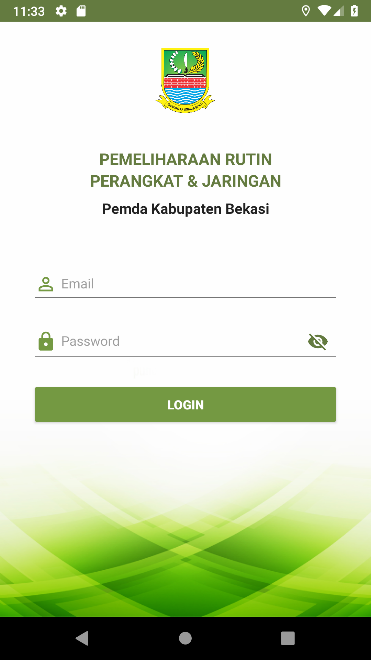 11:33
PEMELIHARAAN RUTIN
PERANGKAT & JARINGAN
Pemda Kabupaten Bekasi
Email
Password
LOGIN